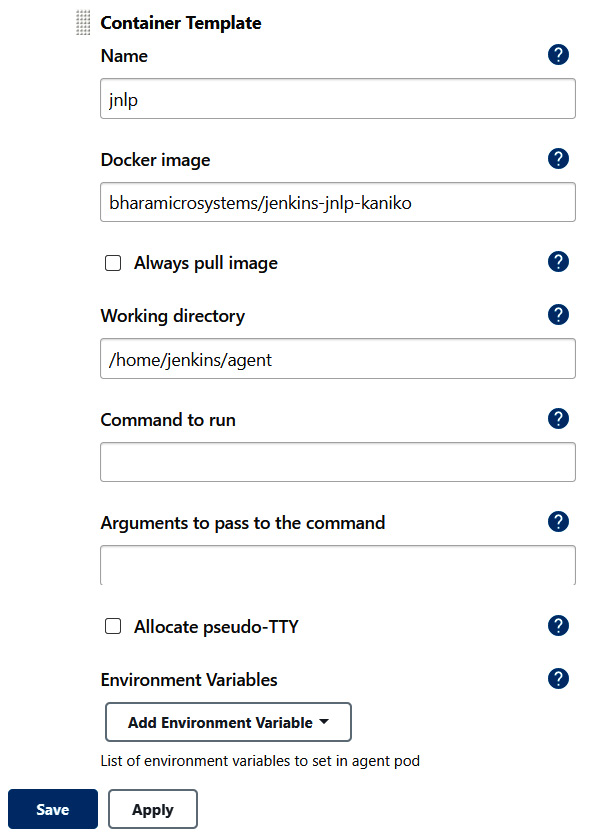 Container Template
Name
?
jnlp
Docker image
?
bharamicrosystems/jenkins-jnlp-kaniko
Always pull image
?
Working directory
?
/home/jenkins/agent
Command to run
?
Arguments to pass to the command
?
Allocate pseudo-TTY
?
Environment Variables
?
Add Environment Variable
List of environment variables to set in agent pod
Save
Apply